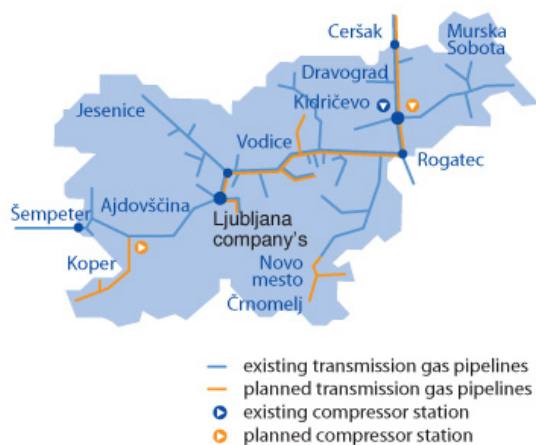 Ceršak
Murska
Sobota
Dravograd
Kidričevo
Jesenice
Vodice
Rogatec
Ajdovščina
Šempeter
Ljubljana
company's
Koper
Novo
mesto
Črnomelj
existing transmission gas pipelines
planned transmission gas pipelines
existing compressor station
planned compressor station